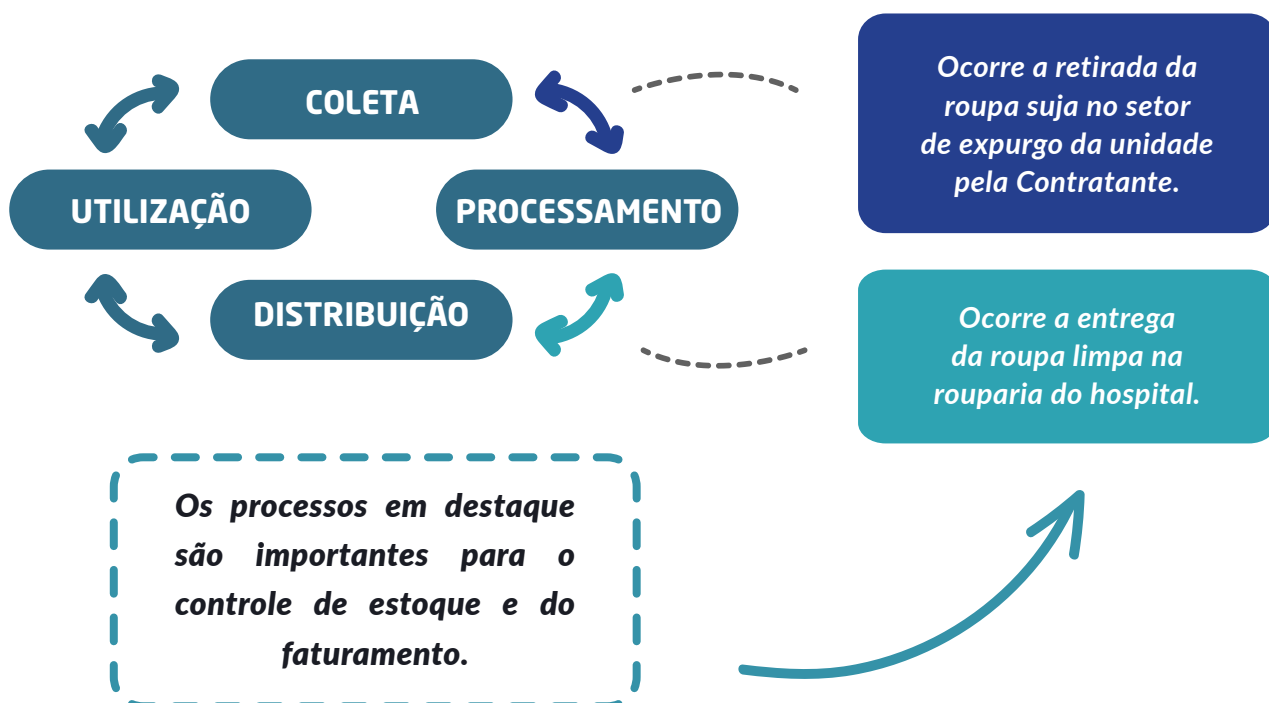 COLETA
UTILIZAÇÃO
PROCESSAMENTO
DISTRIBUIÇÃO
Ocorre a retirada da
roupa suja no setor
de expurgo da unidade
pela Contratante.
Ocorre a entrega
da roupa limpa na
rouparia do hospital.
Os processos em destaque
são importantes para o
controle de estoque e do
faturamento.